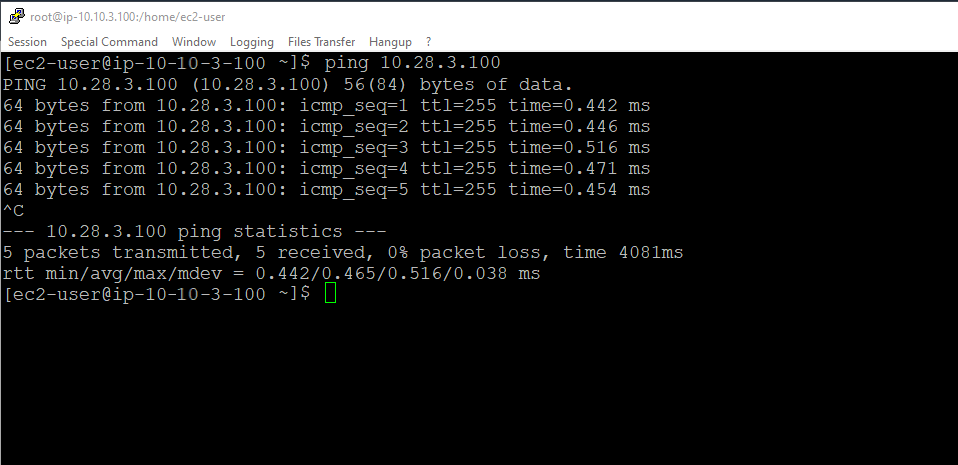 root@ip-10.10.3.100:/home/ec2-user
Session Special Command Window Logging Files Transfer Hangup ?
[ec2-user@ip-10-10-3-100 ~]$ ping 10.28.3.100
PING 10.28.3.100 (10.28.3.100) 56(84) bytes of data.
64 bytes from 10.28.3.100: icmp_seq=1 ttl=255 time=0.442 ms
64 bytes from 10.28.3.100: icmp_seq=2 ttl=255 time=0.446 ms
64 bytes from 10.28.3.100: icmp_seq=3 ttl=255 time=0.516 ms
64 bytes from 10.28.3.100: icmp_seq=4 ttl=255 time=0.471 ms
64 bytes from 10.28.3.100: icmp_seq=5 ttl=255 time=0.454 ms
^C
--- 10.28.3.100 ping statistics ---
5 packets transmitted, 5 received, 0% packet loss, time 4081ms
rtt min/avg/max/mdev = 0.442/0.465/0.516/0.038 ms
[ec2-user@ip-10-10-3-100 ~]$